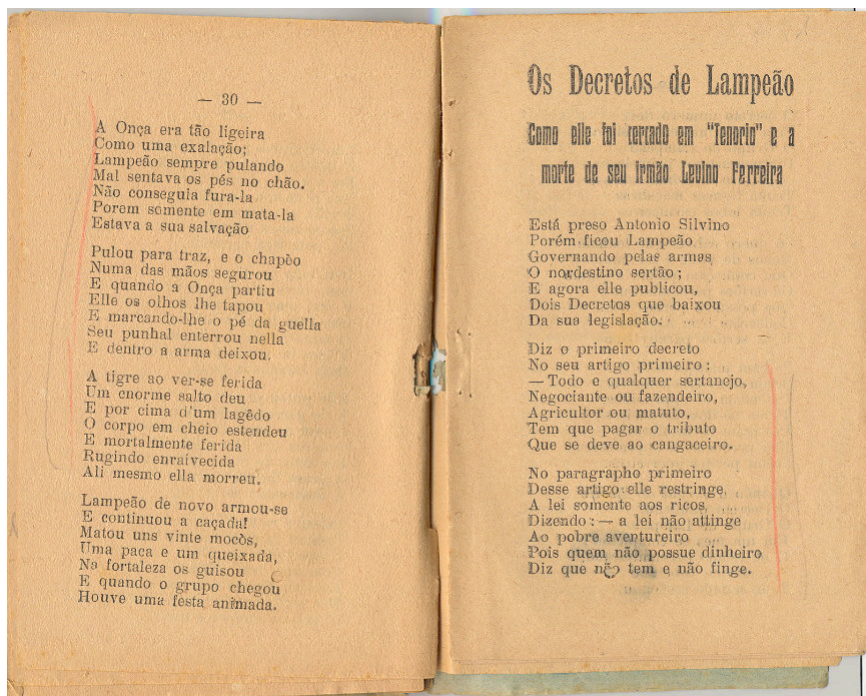 — 30 —
A Onça era tão ligeira
Como uma exalação;
Lampeão sempre pulando
Mal sentava os pés no chão.
Não conseguia fura-la
Porem somente em mata-la
Estava a sua salvação
Pulou para traz, e o chapèo
Numa das mãos segurou
E quando a Onça partiu
Elle os olhos lhe tapou
E marcando-lhe o pé da guella
Seu punhal enterrou nella
E dentro a arma deixou.
A tigre ao ver-se ferida
Um enorme salto deu
E por cima d'um lagêdo
O corpo em cheio estendeu
E mortalmente ferida
Rugindo enraivecida
Ali mesmo ella morreu.
Lampeão de novo armou-se
E continuou a caçada!
Matou uns vinte mocòs,
Uma paca e um queixada,
Na fortaleza os guisou
E quando o grupo chegou
Houve uma festa animada.
Os Decretos de Lampeão
Como elle foi cercado em "Tenorio" e a
morte de seu irmão Levino Ferreira
Está preso Antonio Silvino
Porém ficou Lampeão
Governando pelas armas
O nordestino sertão;
E agora elle publicou,
Dois Decretos que baixou
Da sua legislação.
Diz o primeiro decreto
No seu artigo primeiro:
— Todo e qualquer sertanejo,
Negociante ou fazendeiro,
Agricultor ou matuto,
Tem que pagar o tributo
Que se deve ao cangaceiro.
No paragrapho primeiro
Desse artigo elle restringe
A lei somente aos ricos,
Dizendo: — a lei não attinge
Ao pobre aventureiro
Pois quem não possue dinheiro
Diz que não tem e não finge.